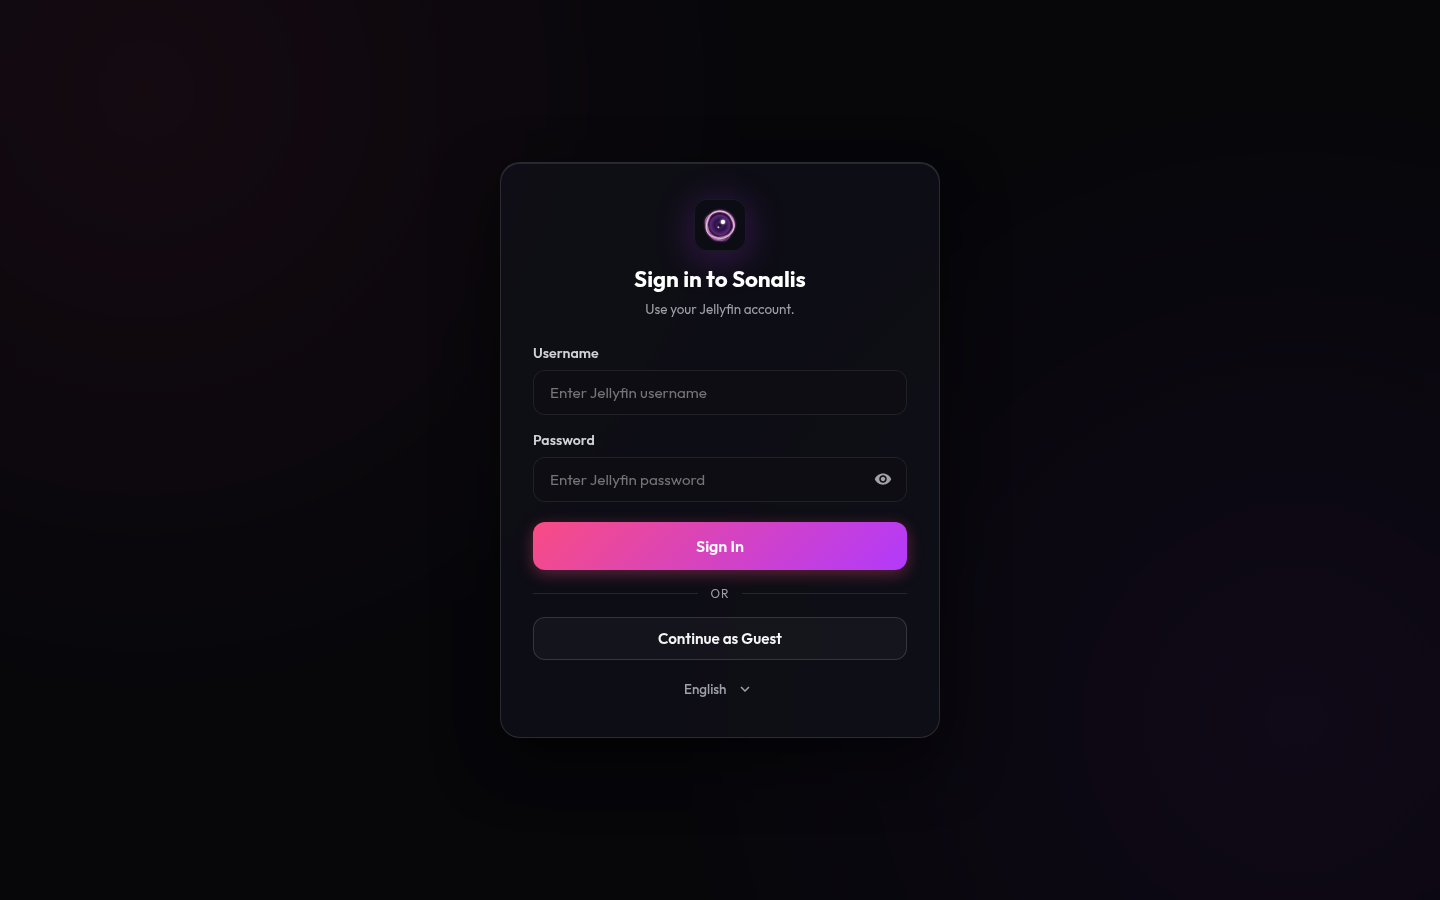 Sign in to Sonalis
Use your Jellyfin account.
Username
Enter Jellyfin username
Password
Enter Jellyfin password
Sign In
OR
Continue as Guest
English